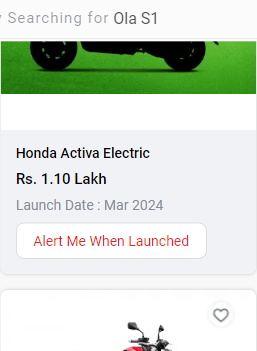 Searching for Ola S1
Honda Activa Electric
Rs. 1.10 Lakh
Launch Date : Mar 2024
Alert Me When Launched